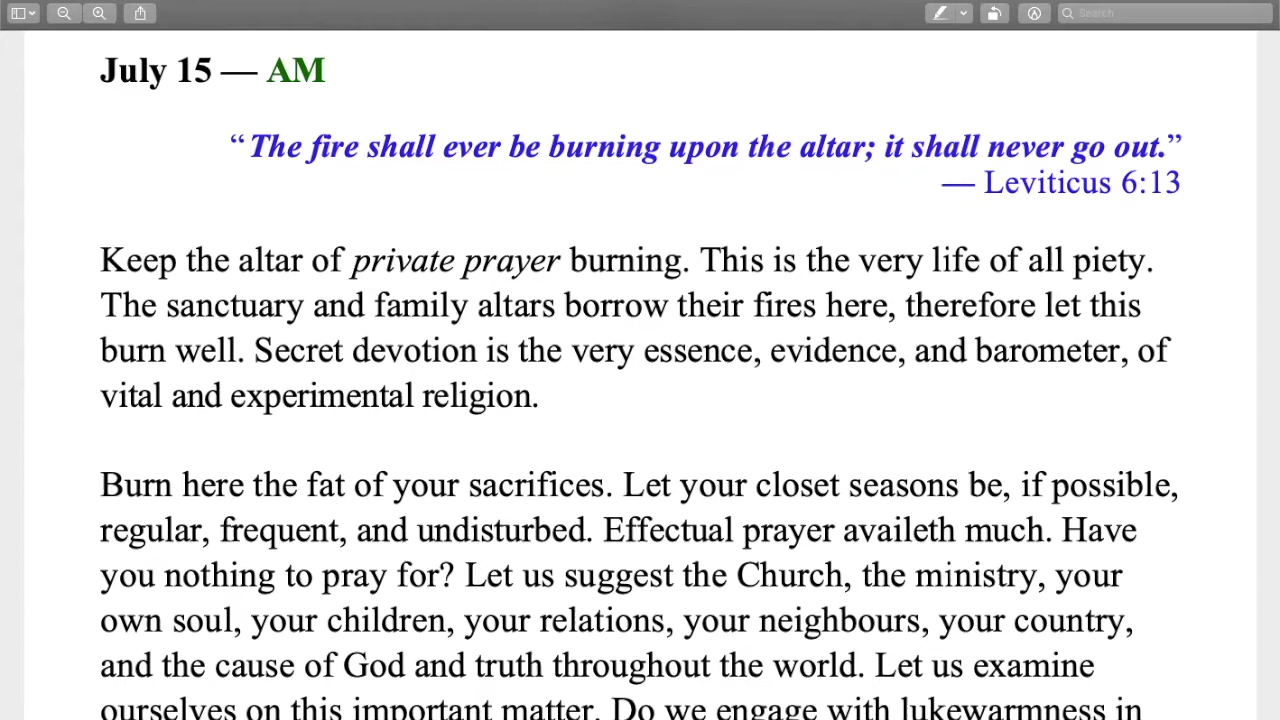 Search
July 15 — AM
“The fire shall ever be burning upon the altar; it shall never go out.”
— Leviticus 6:13
Keep the altar of private prayer burning. This is the very life of all piety.
The sanctuary and family altars borrow their fires here, therefore let this
burn well. Secret devotion is the very essence, evidence, and barometer, of
vital and experimental religion.
Burn here the fat of your sacrifices. Let your closet seasons be, if possible,
regular, frequent, and undisturbed. Effectual prayer availeth much. Have
you nothing to pray for? Let us suggest the Church, the ministry, your
own soul, your children, your relations, your neighbours, your country,
and the cause of God and truth throughout the world. Let us examine
ourselves on this important matter. Do we engage with lukewarmness in